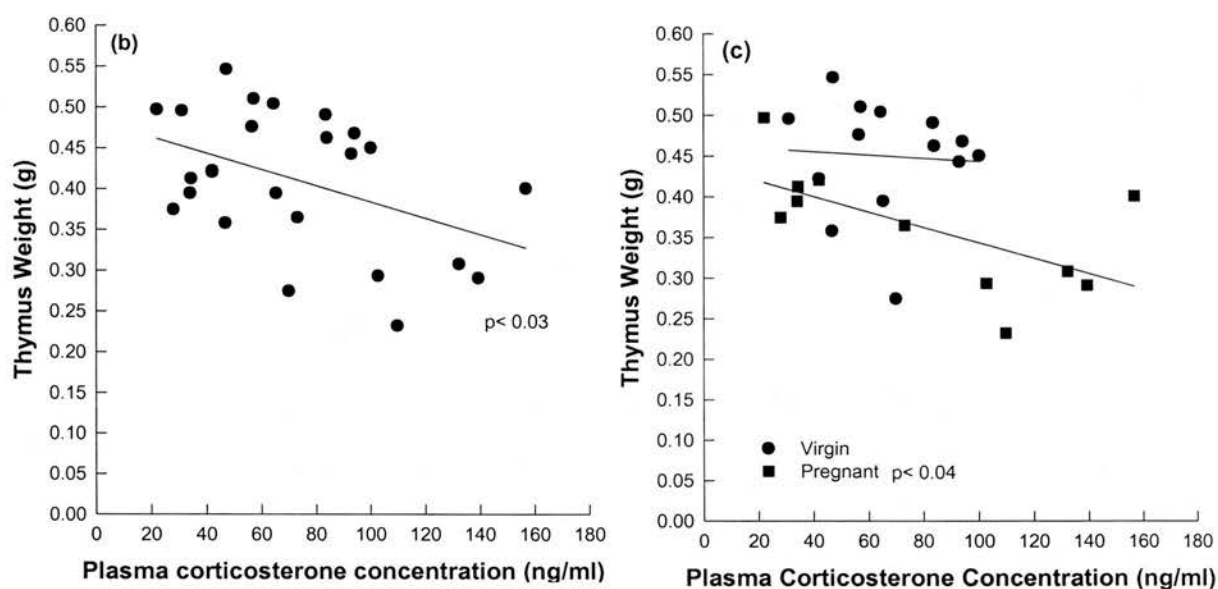 (b)
0.60
0.55
0.50
0.45
0.40
0.35
0.30
0.25
0.20
0.15
0.10
0.05
0.00
Thymus Weight (g)
p< 0.03
0 20 40 60 80 100 120 140 160 180
Plasma corticosterone concentration (ng/ml)
(c)
0.60
0.55
0.50
0.45
0.40
0.35
0.30
0.25
0.20
0.15
0.10
0.05
0.00
Thymus Weight (g)
Virgin
Pregnant p< 0.04
0 20 40 60 80 100 120 140 160 180
Plasma Corticosterone Concentration (ng/ml)